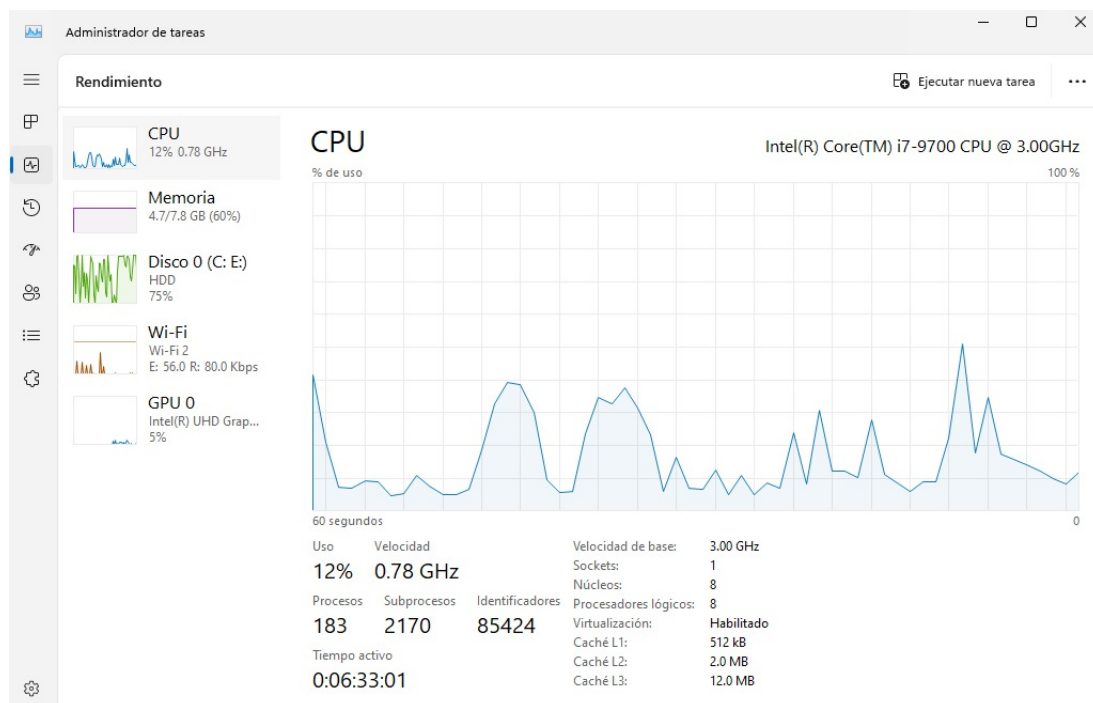 Administrador de tareas
Rendimiento
Ejecutar nueva tarea
CPU
12% 0.78 GHz
Memoria
4.7/7.8 GB (60%)
Disco 0 (C: E:)
HDD
75%
Wi-Fi
Wi-Fi 2
E: 56.0 R: 80.0 Kbps
GPU 0
Intel(R) UHD Grap...
5%
CPU
Intel(R) Core(TM) i7-9700 CPU @ 3.00GHz
% de uso
100 %
60 segundos
0
Uso
Velocidad
12%
0.78 GHz
Procesos
Subprocesos
Identificadores
183
2170
85424
Tiempo activo
0:06:33:01
Velocidad de base: 3.00 GHz
Sockets: 1
Núcleos: 8
Procesadores lógicos: 8
Virtualización: Habilitado
Caché L1: 512 kB
Caché L2: 2.0 MB
Caché L3: 12.0 MB